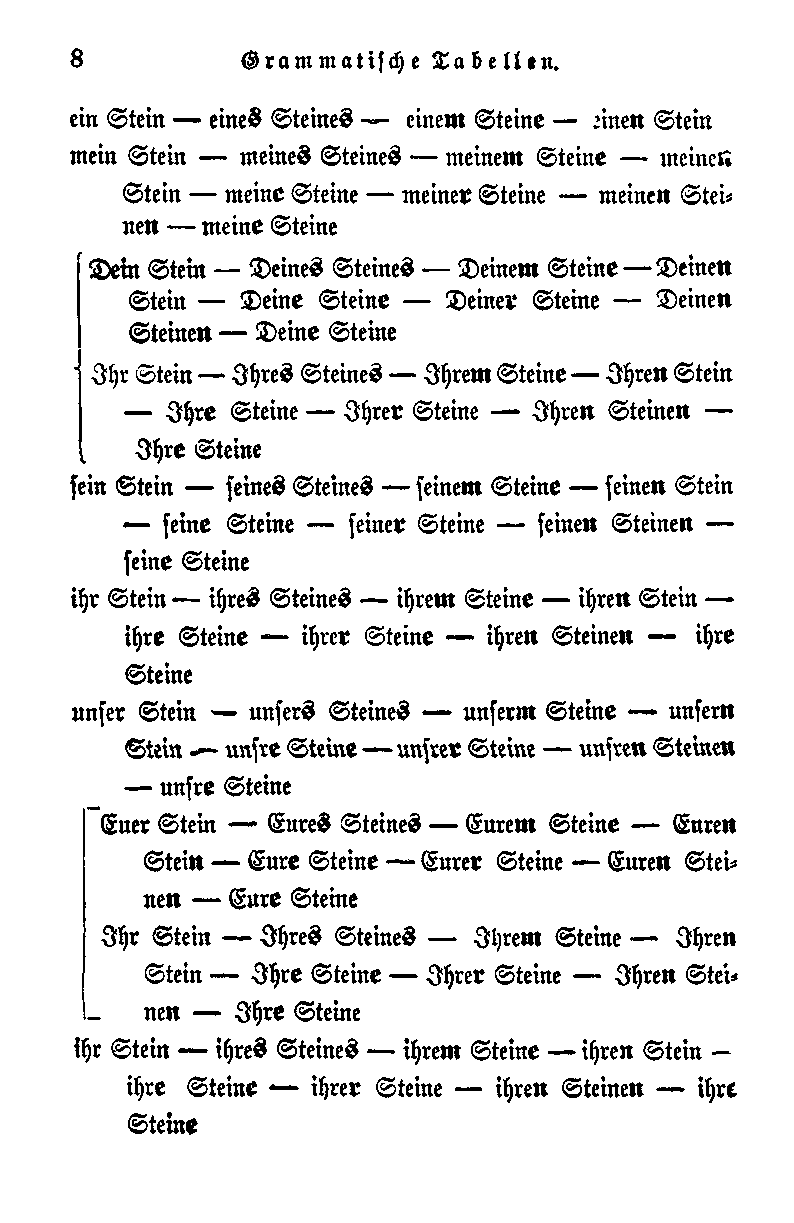 8 Grammatische Tabellen.
ein Stein — eines Steines — einem Steine — einen Stein
mein Stein — meines Steines — meinem Steine — meinen
Stein — meine Steine — meiner Steine — meinen Stei⸗
nen — meine Steine
Dein Stein — Deines Steines — Deinem Steine — Deinen
Stein — Deine Steine — Deiner Steine — Deinen
Steinen — Deine Steine
Ihr Stein — Ihres Steines — Ihrem Steine — Ihren Stein
— Ihre Steine — Ihrer Steine — Ihren Steinen —
Ihre Steine
ſein Stein — ſeines Steines — ſeinem Steine — ſeinen Stein
— ſeine Steine — ſeiner Steine — ſeinen Steinen —
ſeine Steine
ihr Stein — ihres Steines — ihrem Steine — ihren Stein —
ihre Steine — ihrer Steine — ihren Steinen — ihre
Steine
unſer Stein — unſers Steines — unſerm Steine — unſern
Stein — unſre Steine — unſrer Steine — unſren Steinen
— unſre Steine
Euer Stein — Eures Steines — Eurem Steine — Euren
Stein — Eure Steine — Eurer Steine — Euren Stei⸗
nen — Eure Steine
Ihr Stein — Ihres Steines — Ihrem Steine — Ihren
Stein — Ihre Steine — Ihrer Steine — Ihren Stei⸗
nen — Ihre Steine
ihr Stein — ihres Steines — ihrem Steine — ihren Stein —
ihre Steine — ihrer Steine — ihren Steinen — ihre
Steine